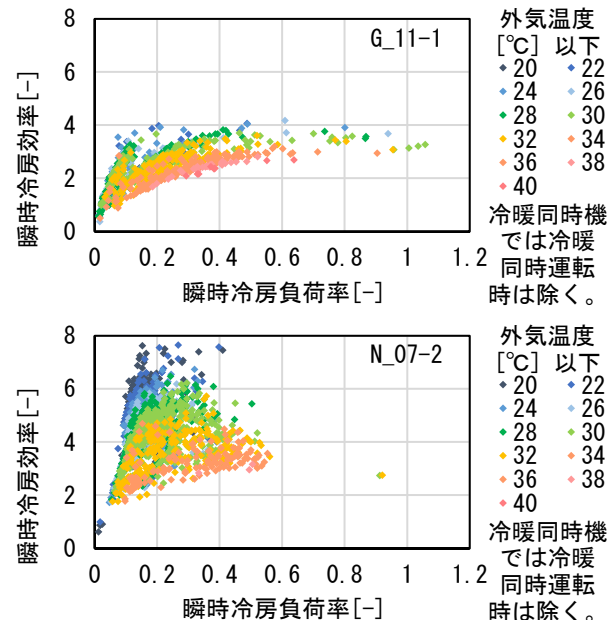 G_11-1
8
6
4
2
0
瞬時冷房効率[-]
0 0.2 0.4 0.6 0.8 1 1.2
瞬時冷房負荷率[-]
外気温度
[℃] 以下
20 22
24 26
28 30
32 34
36 38
40
冷暖同時機
では冷暖
同時運転
時は除く。
N_07-2
8
6
4
2
0
瞬時冷房効率[-]
0 0.2 0.4 0.6 0.8 1 1.2
瞬時冷房負荷率[-]
外気温度
[℃] 以下
20 22
24 26
28 30
32 34
36 38
40
冷暖同時機
では冷暖
同時運転
時は除く。